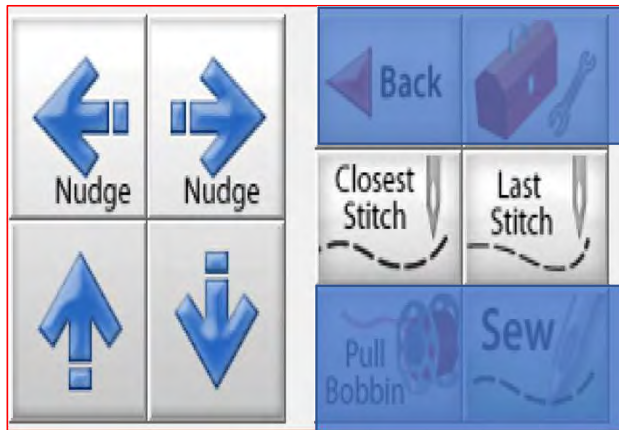 Nudge
Nudge
Back
Closest
Stitch
Last
Stitch
Pull
Bobbin
Sew